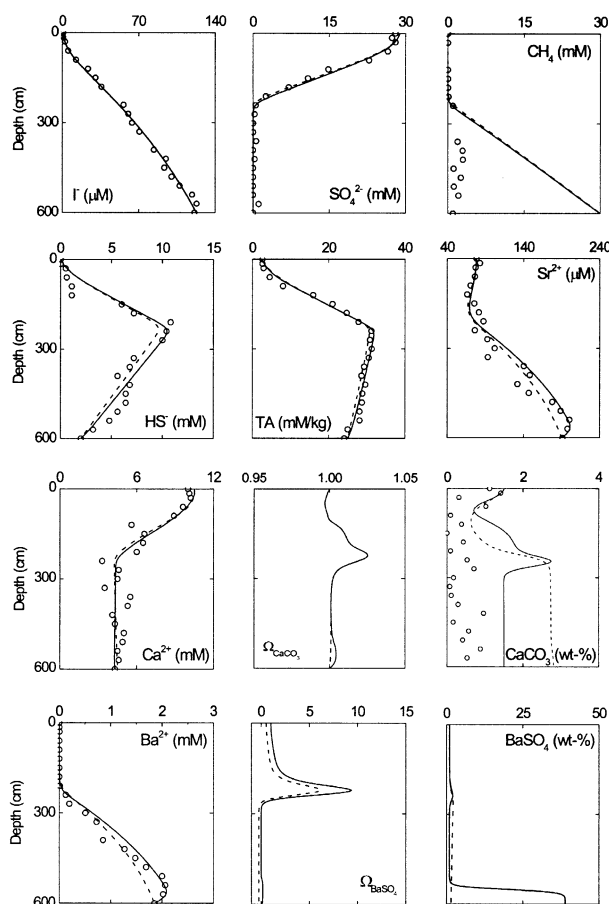 0 70 140
0 15 30
0 15 30
Depth (cm)
0
300
600
I⁻ (μM)
SO₄²⁻ (mM)
CH₄ (mM)
0 5 10 15
0 20 40
40 140 240
Depth (cm)
0
300
600
HS⁻ (mM)
TA (mM/kg)
Sr²⁺ (μM)
0 6 12
0.95 1.00 1.05
0 2 4
Depth (cm)
0
300
600
Ca²⁺ (mM)
Ω CaCO₃
CaCO₃ (wt-%)
0 1 2 3
0 5 10 15
0 25 50
Depth (cm)
0
300
600
Ba²⁺ (mM)
Ω BaSO₄
BaSO₄ (wt-%)